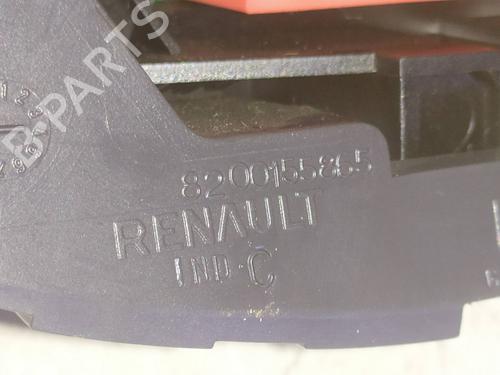 8200155865
RENAULT
IND-C
B-PARTS